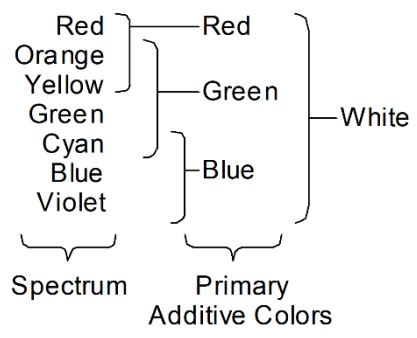 Red
Orange
Yellow
Green
Cyan
Blue
Violet
Red
Green
Blue
White
Spectrum
Primary
Additive Colors